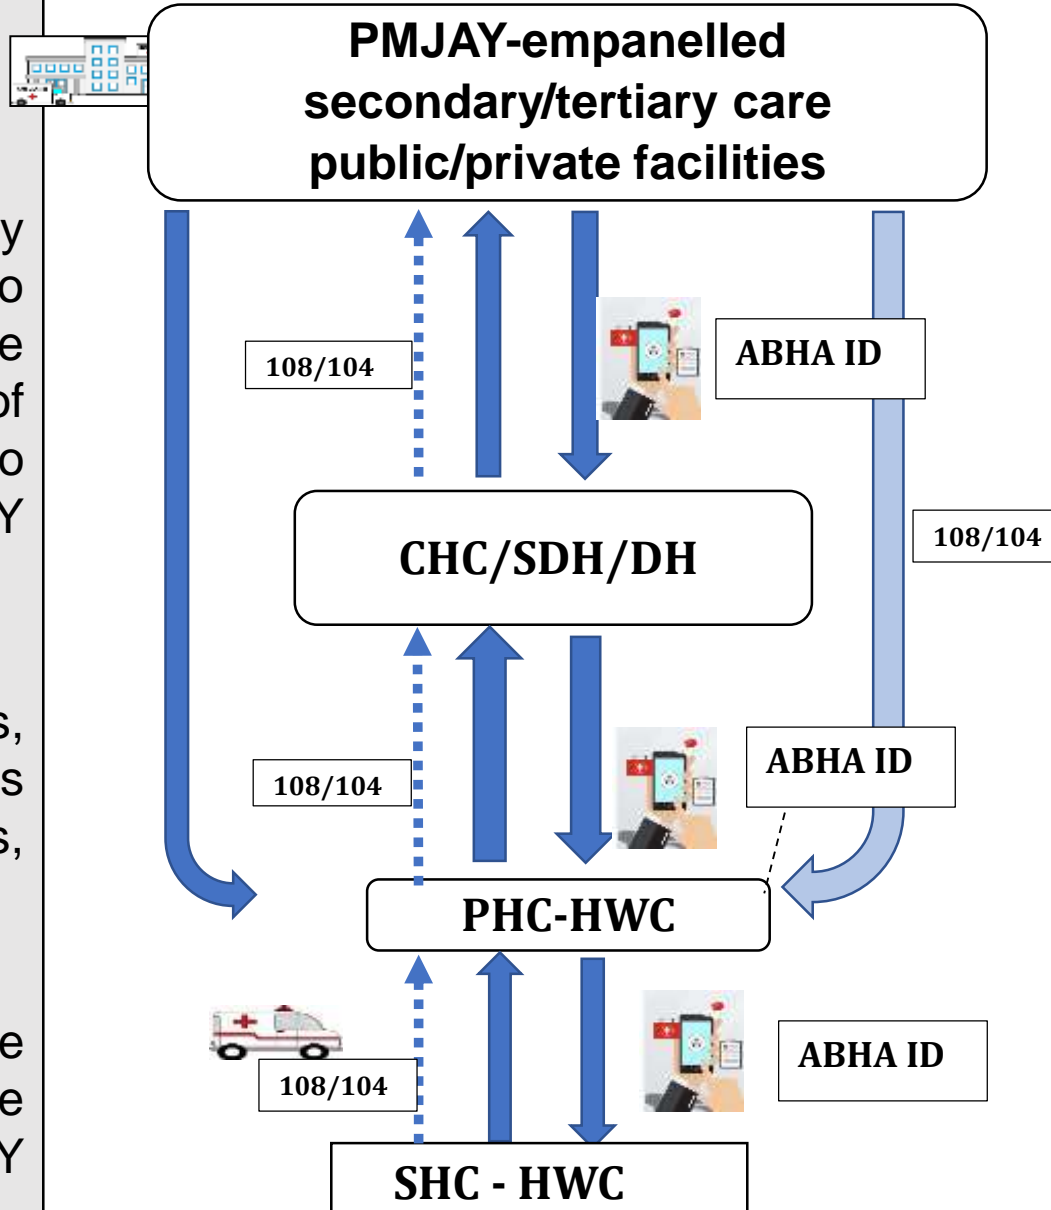 PMJAY-empanelled
secondary/tertiary care
public/private facilities
y
o
e
of
o
Y
108/104
ABHA ID
CHC/SDH/DH
108/104
s,
s
s,
108/104
ABHA ID
PHC-HWC
e
e
Y
108/104
ABHA ID
SHC - HWC